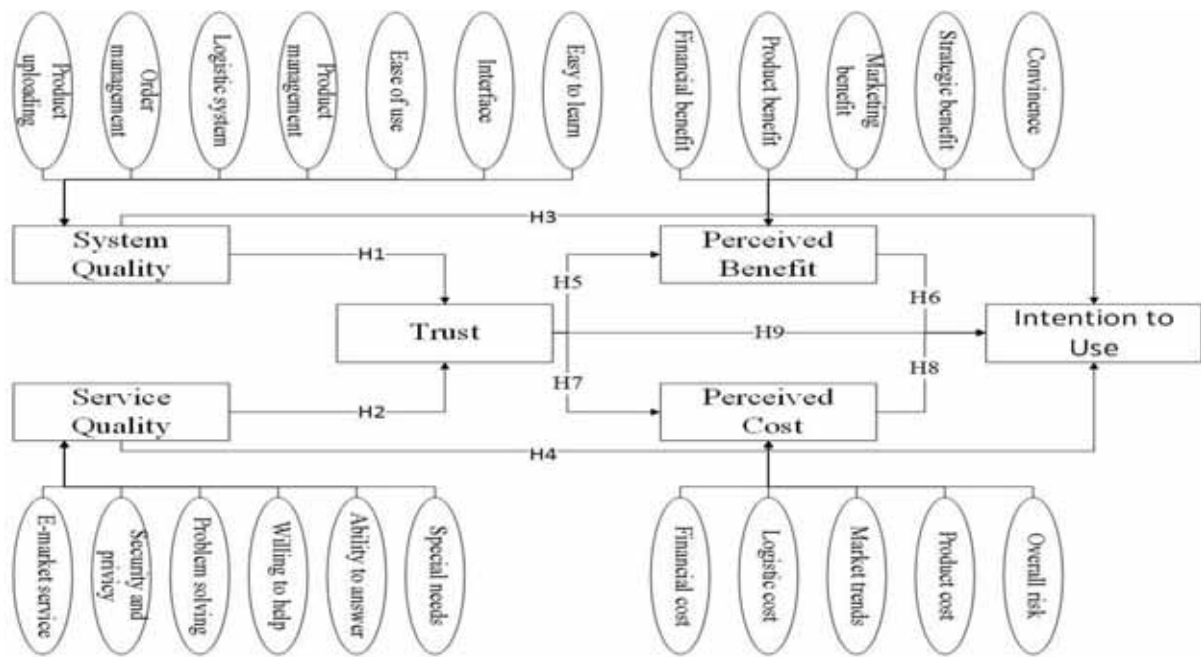 Product
uploading
Order
management
Logistic system
Product
management
Ease of use
Interface
Easy to learn
Financial benefit
Product benefit
Marketing
benefit
Strategic benefit
Convinence
H3
System
Quality
H1
Perceived
Benefit
H5
H6
Trust
H9
Intention to
Use
H7
H8
Service
Quality
H2
Perceived
Cost
H4
E-market service
Security and
privicy
Problem solving
Willing to help
Ability to answer
Special needs
Financial cost
Logistic cost
Market trends
Product cost
Overall risk